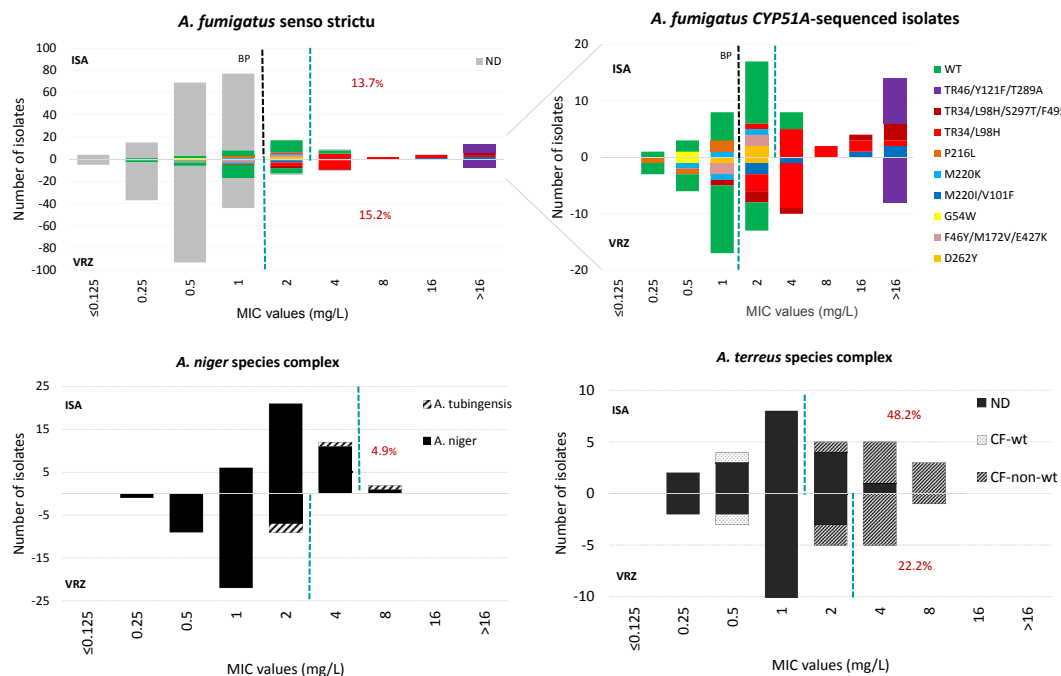 A. fumigatus senso strictu
Number of isolates
100
80
60
40
20
0
-20
-40
-60
-80
-100
ISA
VRZ
BP
ND
13.7%
15.2%
≤0.125
0.25
0.5
1
2
4
8
16
>16
MIC values (mg/L)
A. fumigatus CYP51A-sequenced isolates
Number of isolates
20
10
0
-10
-20
ISA
VRZ
BP
WT
TR46/Y121F/T289A
TR34/L98H/S297T/F495
TR34/L98H
P216L
M220K
M220I/V101F
G54W
F46Y/M172V/E427K
D262Y
≤0.125
0.25
0.5
1
2
4
8
16
>16
MIC values (mg/L)
A. niger species complex
Number of isolates
25
15
5
-5
-15
-25
ISA
VRZ
A. tubingensis
A. niger
4.9%
≤0.125
0.25
0.5
1
2
4
8
16
>16
MIC values (mg/L)
A. terreus species complex
Number of isolates
10
5
0
-5
-10
ISA
VRZ
48.2%
22.2%
ND
CF-wt
CF-non-wt
≤0.125
0.25
0.5
1
2
4
8
16
>16
MIC values (mg/L)